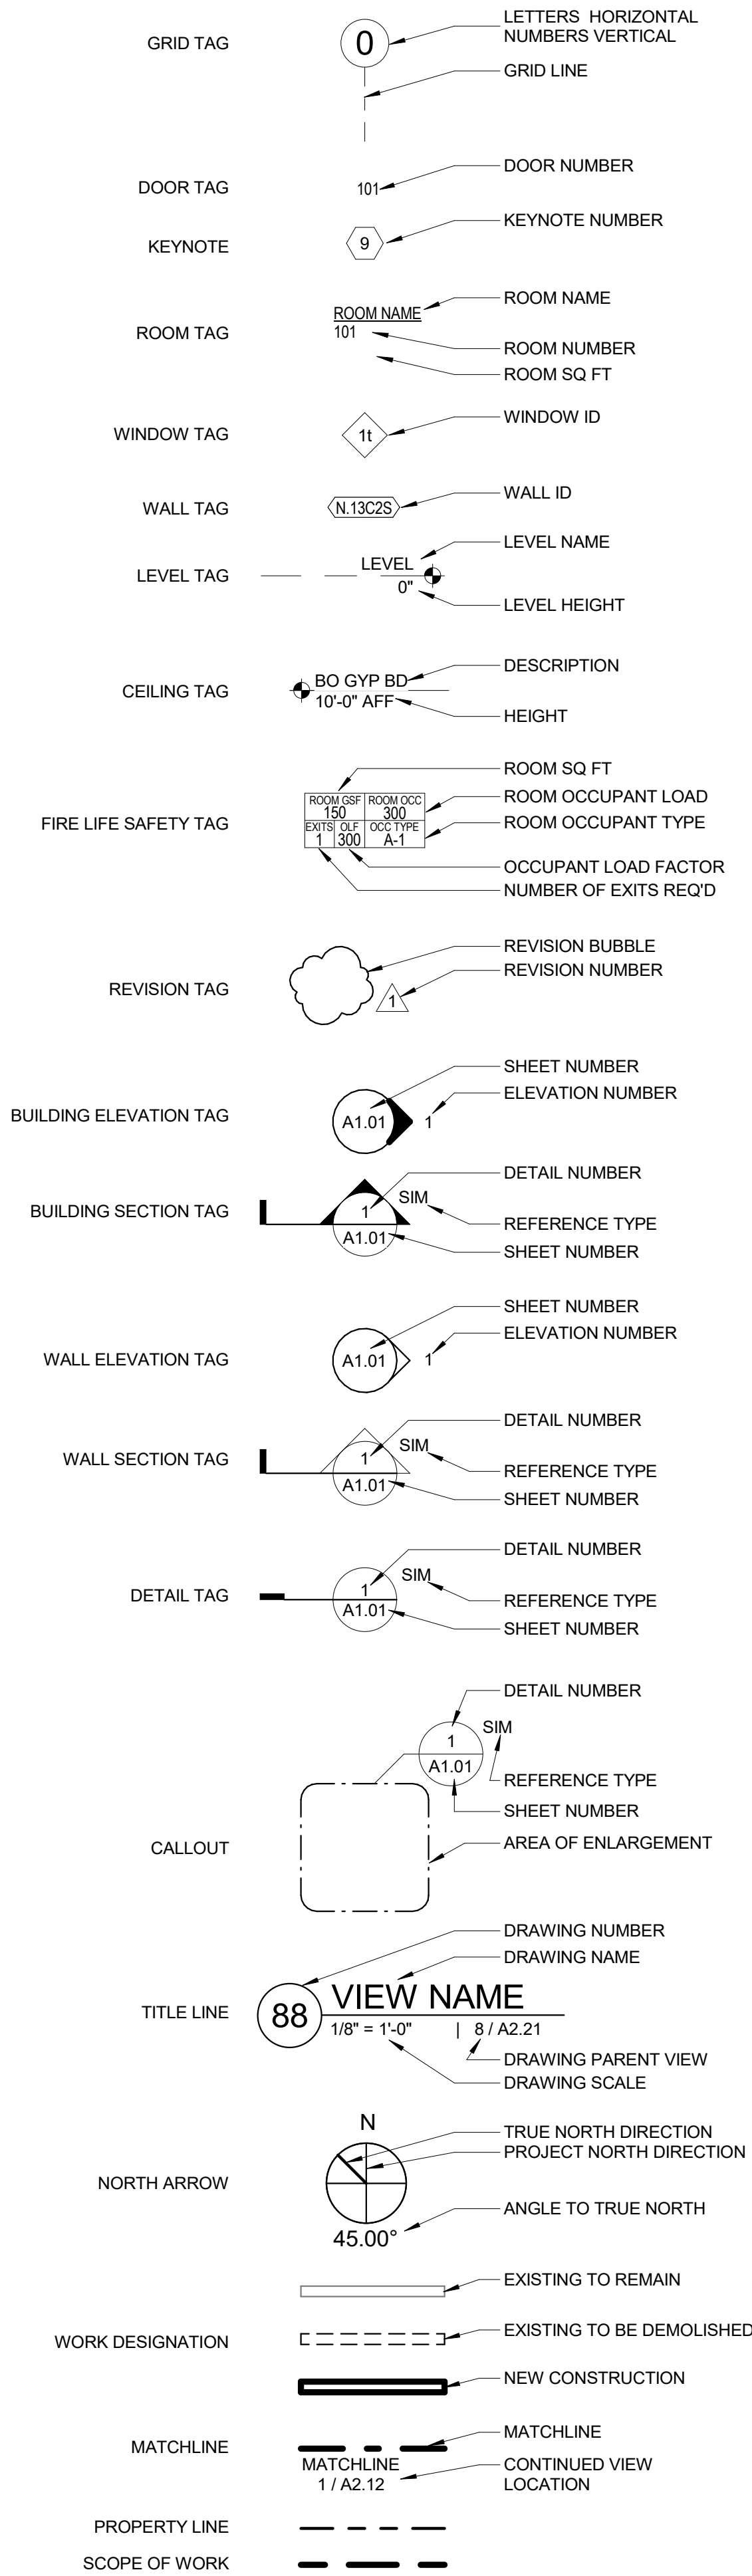 GRID TAG
0
LETTERS HORIZONTAL
NUMBERS VERTICAL
GRID LINE
DOOR TAG
101
DOOR NUMBER
KEYNOTE
9
KEYNOTE NUMBER
ROOM TAG
ROOM NAME
101
ROOM NAME
ROOM NUMBER
ROOM SQ FT
WINDOW TAG
1t
WINDOW ID
WALL TAG
N.13C2S
WALL ID
LEVEL TAG
LEVEL
0"
LEVEL NAME
LEVEL HEIGHT
CEILING TAG
BO GYP BD
10'-0" AFF
DESCRIPTION
HEIGHT
FIRE LIFE SAFETY TAG
ROOM GSF
150
ROOM OCC
300
EXITS
1
OLF
300
OCC TYPE
A-1
ROOM SQ FT
ROOM OCCUPANT LOAD
ROOM OCCUPANT TYPE
OCCUPANT LOAD FACTOR
NUMBER OF EXITS REQ'D
REVISION TAG
1
REVISION BUBBLE
REVISION NUMBER
BUILDING ELEVATION TAG
A1.01
1
SHEET NUMBER
ELEVATION NUMBER
BUILDING SECTION TAG
1
A1.01
SIM
DETAIL NUMBER
REFERENCE TYPE
SHEET NUMBER
WALL ELEVATION TAG
A1.01
1
SHEET NUMBER
ELEVATION NUMBER
WALL SECTION TAG
1
A1.01
SIM
DETAIL NUMBER
REFERENCE TYPE
SHEET NUMBER
DETAIL TAG
1
A1.01
SIM
DETAIL NUMBER
REFERENCE TYPE
SHEET NUMBER
CALLOUT
1
A1.01
SIM
DETAIL NUMBER
REFERENCE TYPE
SHEET NUMBER
AREA OF ENLARGEMENT
TITLE LINE
88
VIEW NAME
1/8" = 1'-0" | 8 / A2.21
DRAWING NUMBER
DRAWING NAME
DRAWING PARENT VIEW
DRAWING SCALE
NORTH ARROW
N
45.00°
TRUE NORTH DIRECTION
PROJECT NORTH DIRECTION
ANGLE TO TRUE NORTH
WORK DESIGNATION
EXISTING TO REMAIN
EXISTING TO BE DEMOLISHED
NEW CONSTRUCTION
MATCHLINE
MATCHLINE
1 / A2.12
MATCHLINE
CONTINUED VIEW
LOCATION
PROPERTY LINE
SCOPE OF WORK